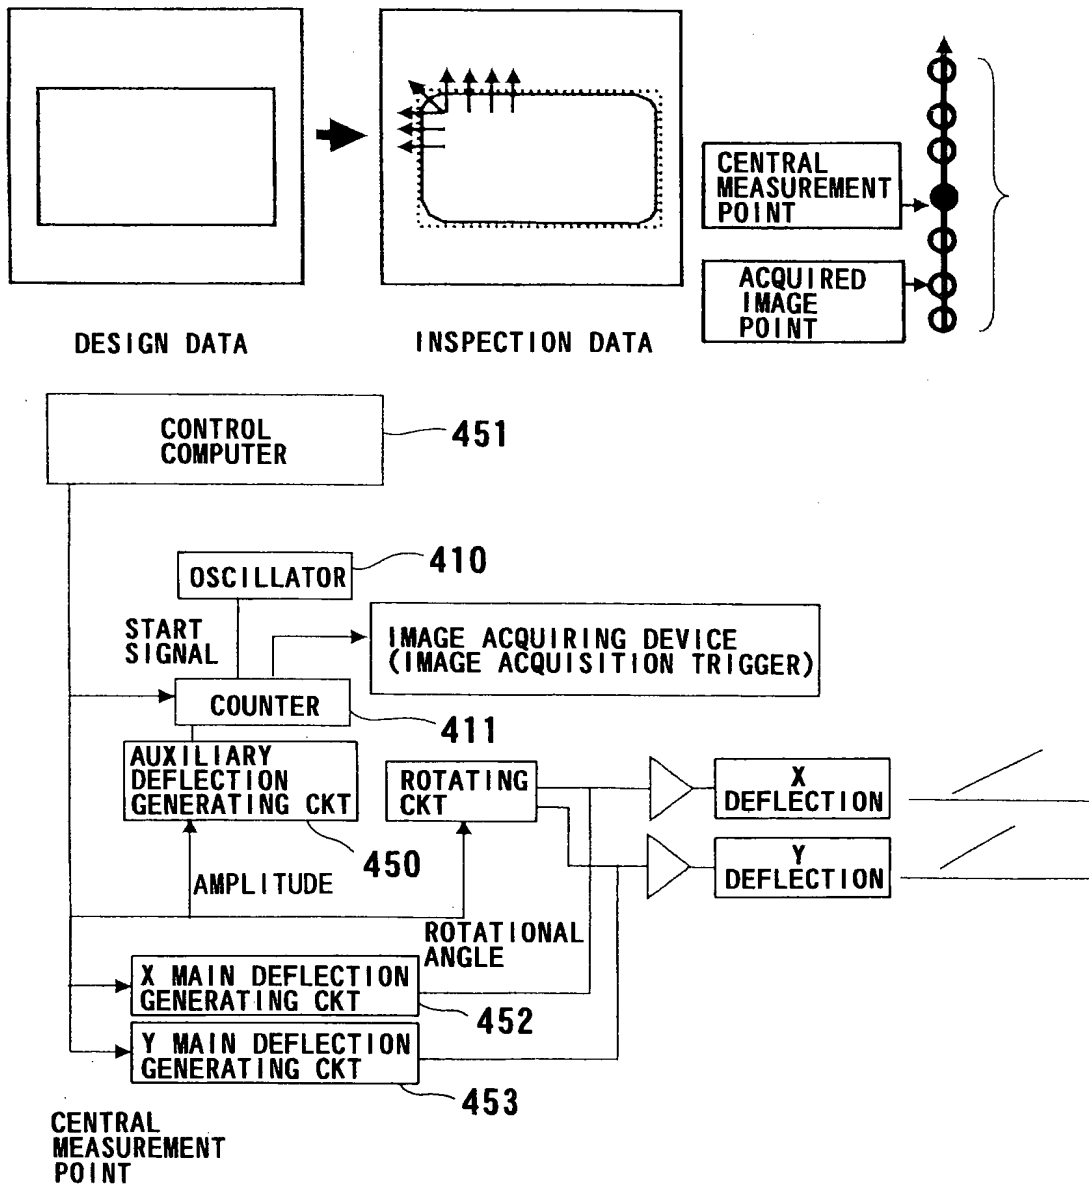 CENTRAL
MEASUREMENT
POINT
ACQUIRED
IMAGE
POINT
DESIGN DATA
INSPECTION DATA
CONTROL
COMPUTER
451
410
OSCILLATOR
START
SIGNAL
IMAGE ACQUIRING DEVICE
(IMAGE ACQUISITION TRIGGER)
COUNTER
411
AUXILIARY
DEFLECTION
GENERATING CKT
450
ROTATING
CKT
X
DEFLECTION
Y
DEFLECTION
AMPLITUDE
ROTATIONAL
ANGLE
X MAIN DEFLECTION
GENERATING CKT
452
Y MAIN DEFLECTION
GENERATING CKT
453
CENTRAL
MEASUREMENT
POINT